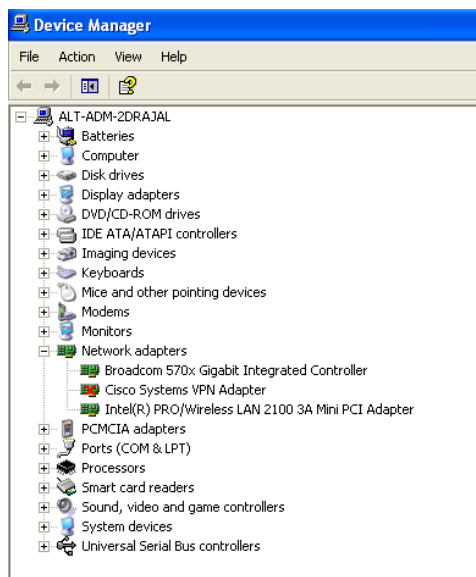 Device Manager
File Action View Help
ALT-ADM-2DRAJAL
Batteries
Computer
Disk drives
Display adapters
DVD/CD-ROM drives
IDE ATA/ATAPI controllers
Imaging devices
Keyboards
Mice and other pointing devices
Modems
Monitors
Network adapters
Broadcom 570x Gigabit Integrated Controller
Cisco Systems VPN Adapter
Intel(R) PRO/Wireless LAN 2100 3A Mini PCI Adapter
PCMCIA adapters
Ports (COM & LPT)
Processors
Smart card readers
Sound, video and game controllers
System devices
Universal Serial Bus controllers